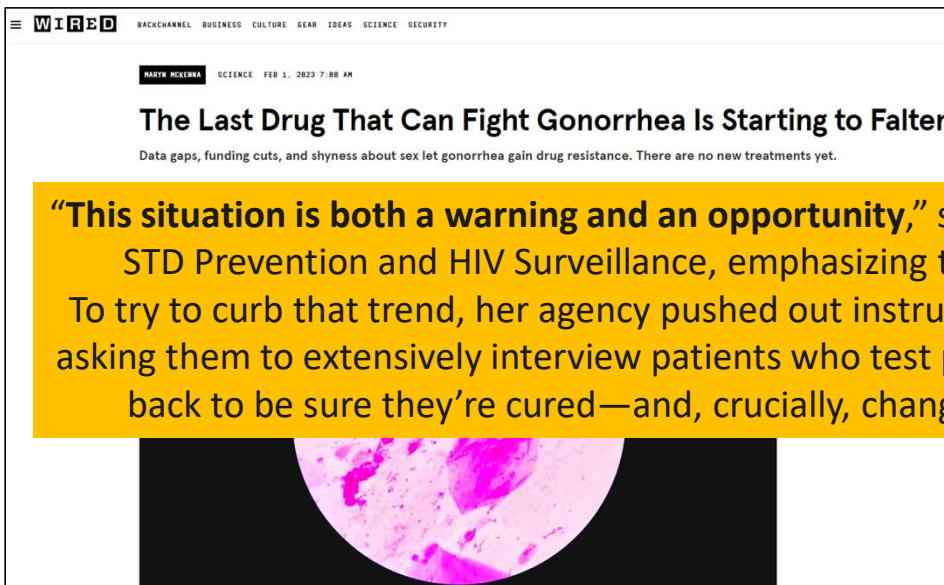 WIRED BACKCHANNEL BUSINESS CULTURE GEAR IDEAS SCIENCE SECURITY
MARYN MCKENNA SCIENCE FEB 1, 2023 7:00 AM
The Last Drug That Can Fight Gonorrhea Is Starting to Falter
Data gaps, funding cuts, and shyness about sex let gonorrhea gain drug resistance. There are no new treatments yet.
“This situation is both a warning and an opportunity,” s
STD Prevention and HIV Surveillance, emphasizing t
To try to curb that trend, her agency pushed out instru
asking them to extensively interview patients who test p
back to be sure they’re cured—and, crucially, chang